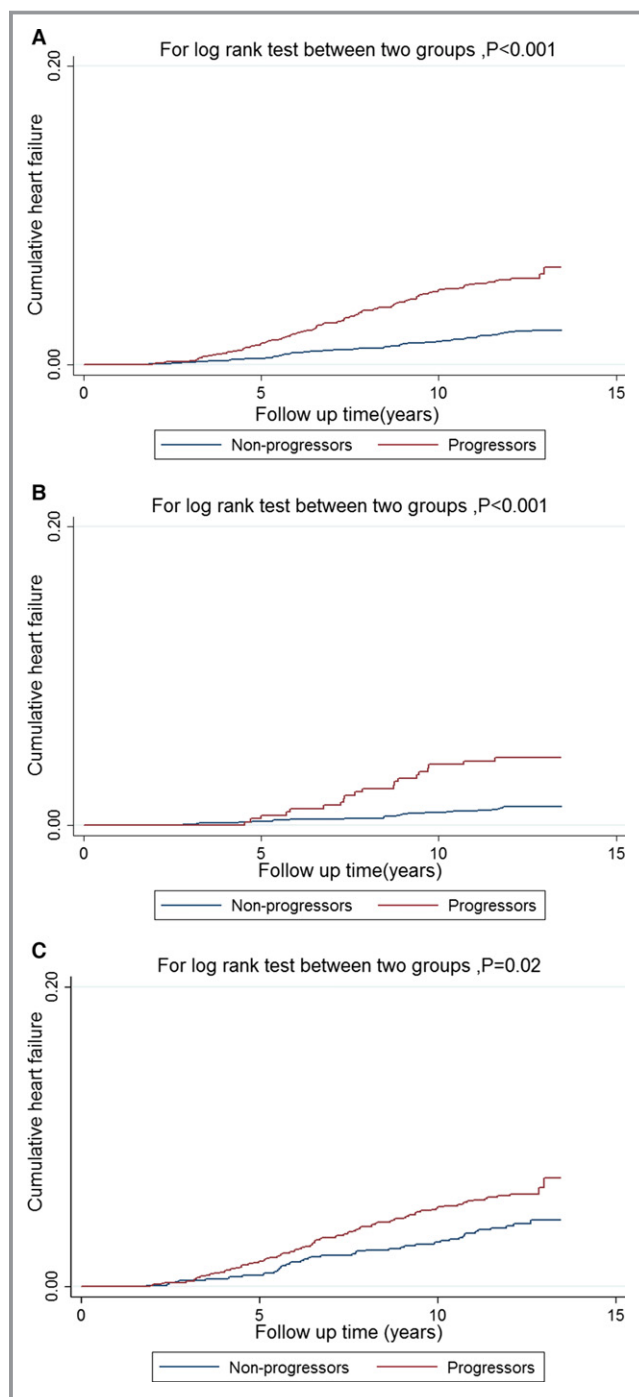 A
For log rank test between two groups ,P<0.001
0.20
Cumulative heart failure
0.00
0 5 10 15
Follow up time(years)
Non-progressors Progressors
B
For log rank test between two groups ,P<0.001
0.20
Cumulative heart failure
0.00
0 5 10 15
Follow up time(years)
Non-progressors Progressors
C
For log rank test between two groups ,P=0.02
0.20
Cumulative heart failure
0.00
0 5 10 15
Follow up time (years)
Non-progressors Progressors